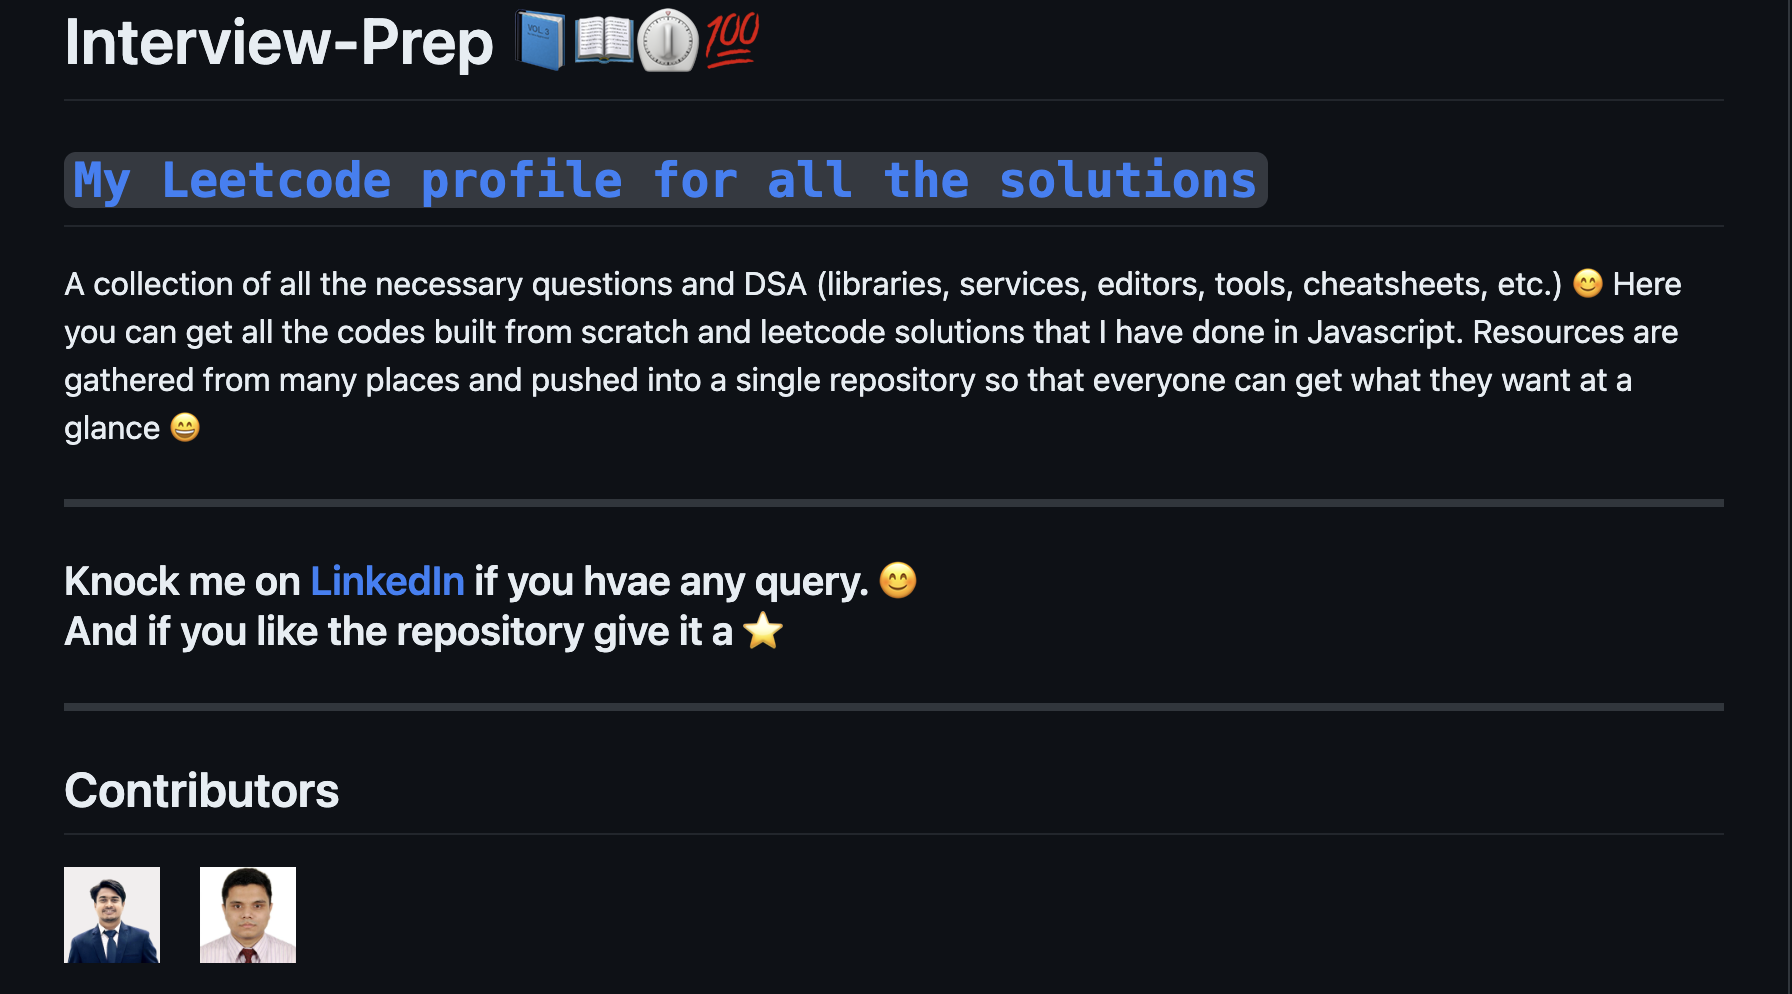 Interview-Prep 📘📖⏲💯
My Leetcode profile for all the solutions
A collection of all the necessary questions and DSA (libraries, services, editors, tools, cheatsheets, etc.) 😊 Here
you can get all the codes built from scratch and leetcode solutions that I have done in Javascript. Resources are
gathered from many places and pushed into a single repository so that everyone can get what they want at a
glance 😄
Knock me on LinkedIn if you hvae any query. 😊
And if you like the repository give it a ⭐
Contributors